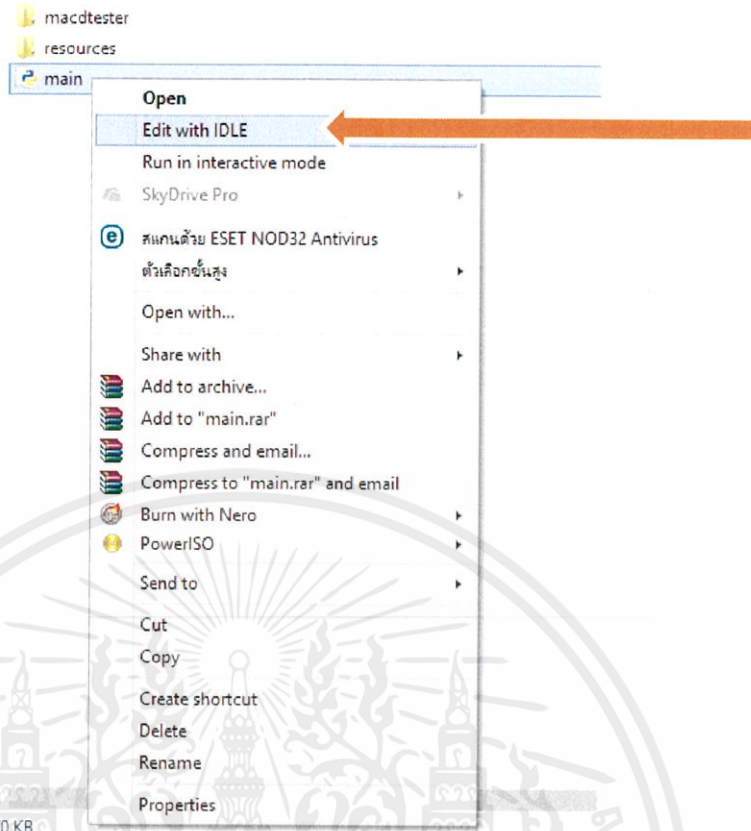 macdtester
resources
main
Open
Edit with IDLE
Run in interactive mode
SkyDrive Pro
สแกนด้วย ESET NOD32 Antivirus
ตัวเลือกขั้นสูง
Open with...
Share with
Add to archive...
Add to "main.rar"
Compress and email...
Compress to "main.rar" and email
Burn with Nero
PowerISO
Send to
Cut
Copy
Create shortcut
Delete
Rename
Properties